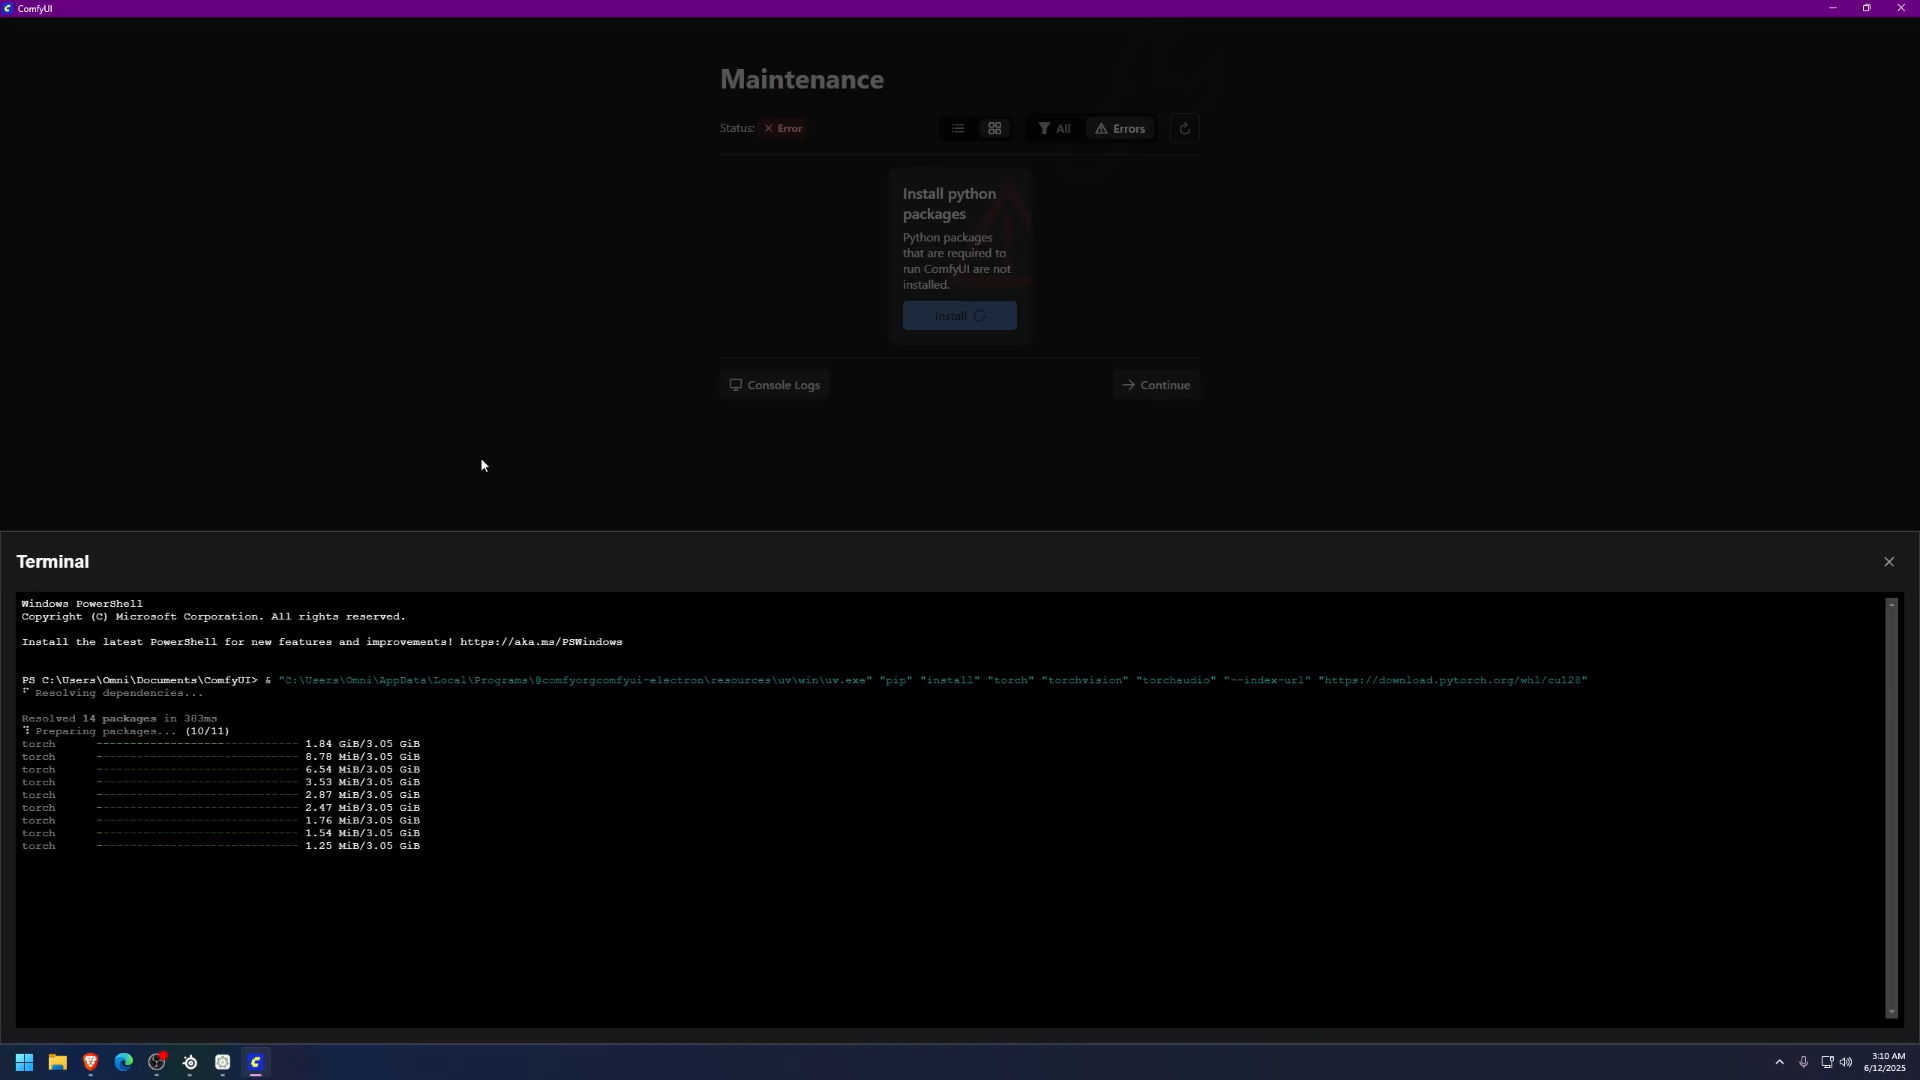 ComfyUI
Maintenance
Status: × Error
All
Errors
Install python
packages
Python packages
that are required to
run ComfyUI are not
installed.
Install
Console Logs
Continue
Terminal
Windows PowerShell
Copyright (C) Microsoft Corporation. All rights reserved.
Install the latest PowerShell for new features and improvements! https://aka.ms/PSWindows
PS C:\Users\Omni\Documents\ComfyUI> & "C:\Users\Omni\AppData\Local\Programs\@comfyorgcomfyui-electron\resources\uv\win\uv.exe" "pip" "install" "torch" "torchvision" "torchaudio" "--index-url" "https://download.pytorch.org/whl/cu128"
⠋ Resolving dependencies...
Resolved 14 packages in 383ms
⠹ Preparing packages... (10/11)
torch ------------------------------ 1.84 GiB/3.05 GiB
torch ------------------------------ 8.78 MiB/3.05 GiB
torch ------------------------------ 6.54 MiB/3.05 GiB
torch ------------------------------ 3.53 MiB/3.05 GiB
torch ------------------------------ 2.87 MiB/3.05 GiB
torch ------------------------------ 2.47 MiB/3.05 GiB
torch ------------------------------ 1.76 MiB/3.05 GiB
torch ------------------------------ 1.54 MiB/3.05 GiB
torch ------------------------------ 1.25 MiB/3.05 GiB
3:10 AM
6/12/2025